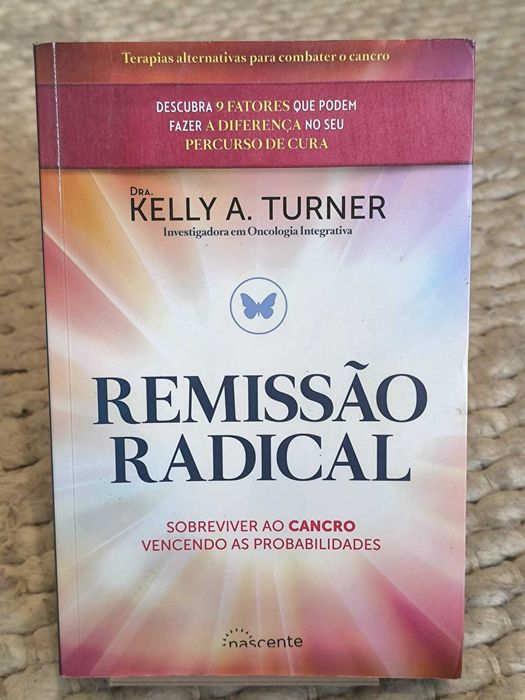 Terapias alternativas para combater o cancro
DESCUBRA 9 FATORES QUE PODEM
FAZER A DIFERENÇA NO SEU
PERCURSO DE CURA
DRA.
KELLY A. TURNER
Investigadora em Oncologia Integrativa
REMISSÃO
RADICAL
SOBREVIVER AO CANCRO
VENCENDO AS PROBABILIDADES
nascente